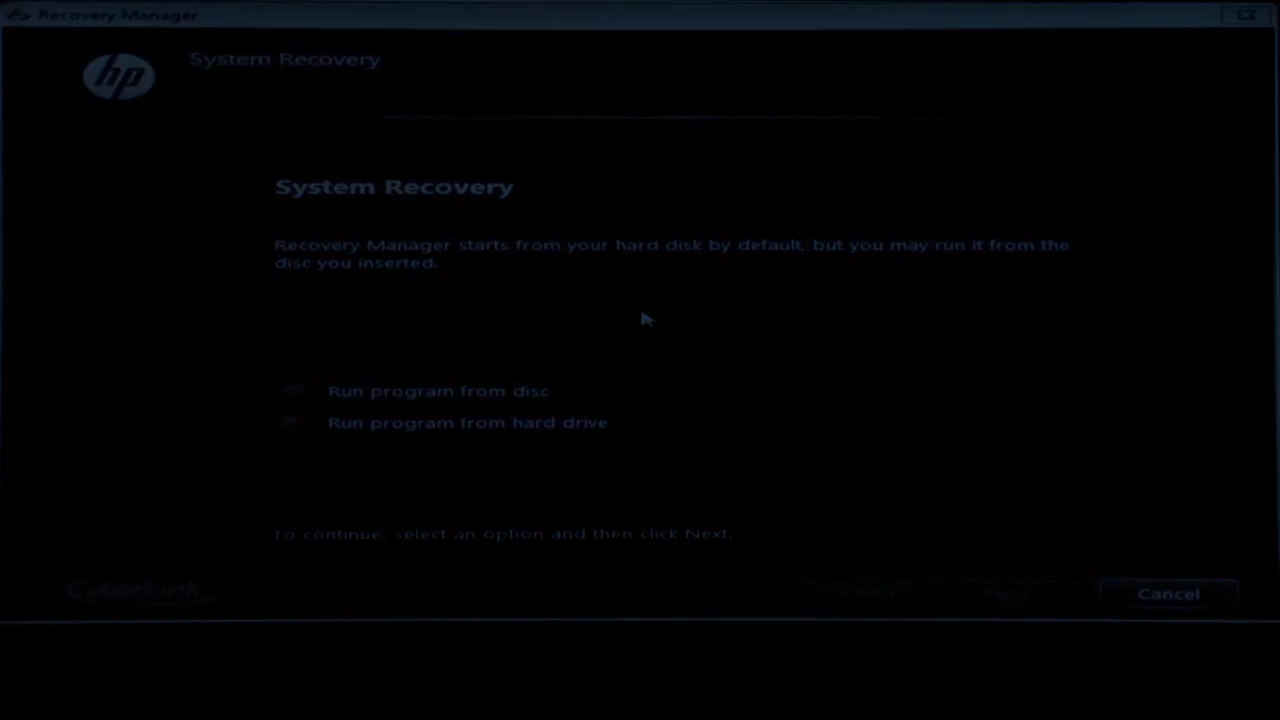 Recovery Manager
hp
System Recovery
System Recovery
Recovery Manager starts from your hard disk by default, but you may run it from the
disc you inserted.
Run program from disc
Run program from hard drive
To continue, select an option and then click Next.
CyberLink
Back Next Cancel